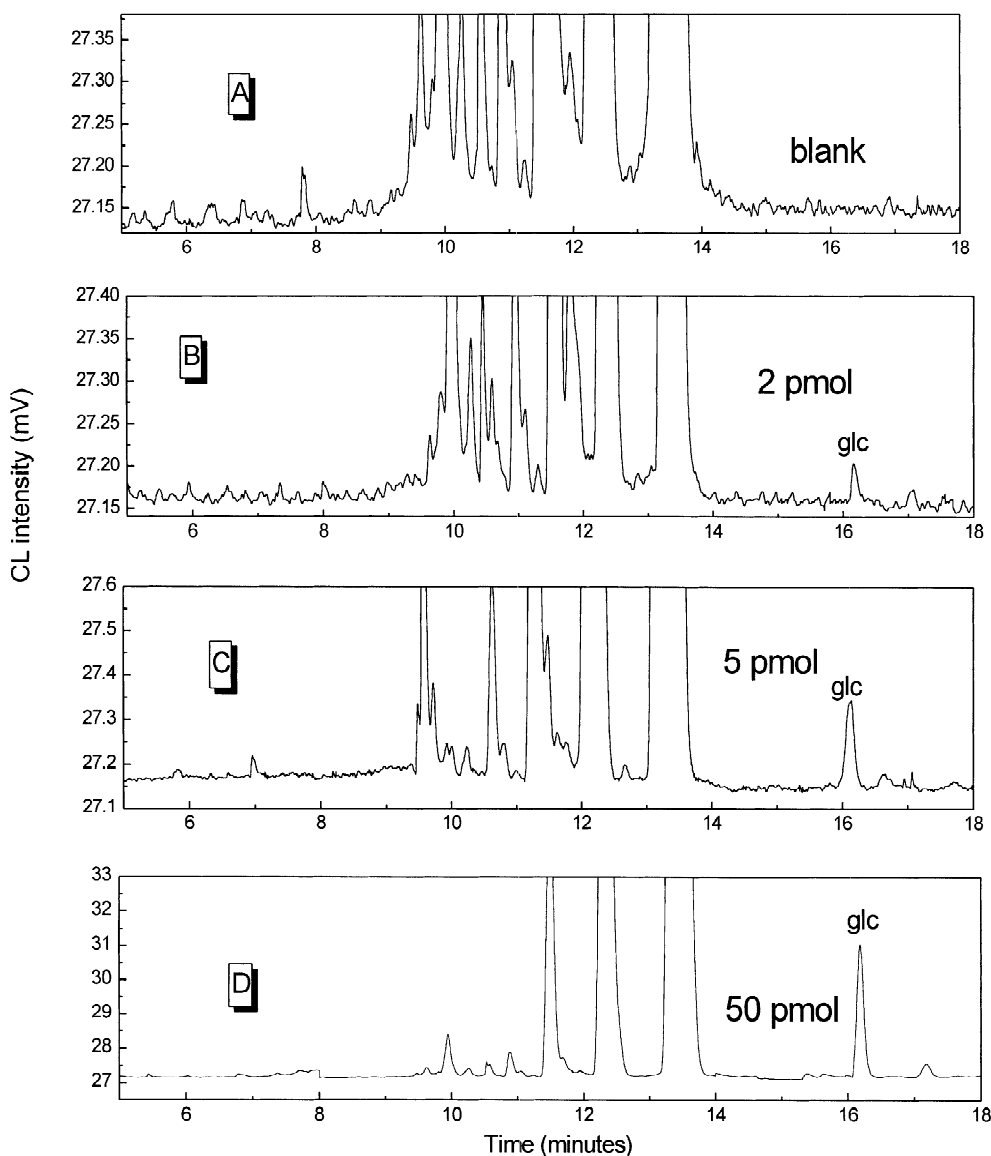 27.35
27.30
27.25
27.20
27.15
A
blank
6 8 10 12 14 16 18
27.40
27.35
27.30
27.25
27.20
27.15
B
2 pmol
glc
6 8 10 12 14 16 18
CL intensity (mV)
27.6
27.5
27.4
27.3
27.2
27.1
C
5 pmol
glc
6 8 10 12 14 16 18
33
32
31
30
29
28
27
D
glc
50 pmol
6 8 10 12 14 16 18
Time (minutes)